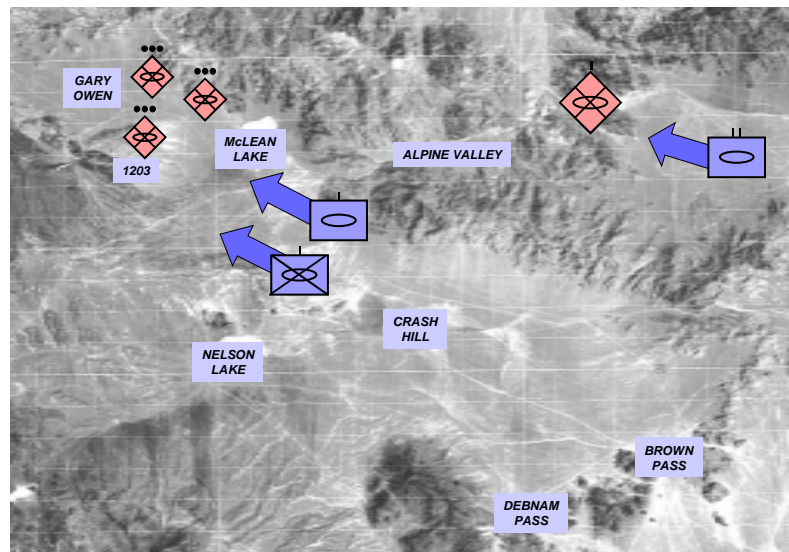 GARY
OWEN
1203
McLEAN
LAKE
ALPINE VALLEY
CRASH
HILL
NELSON
LAKE
BROWN
PASS
DEBNAM
PASS